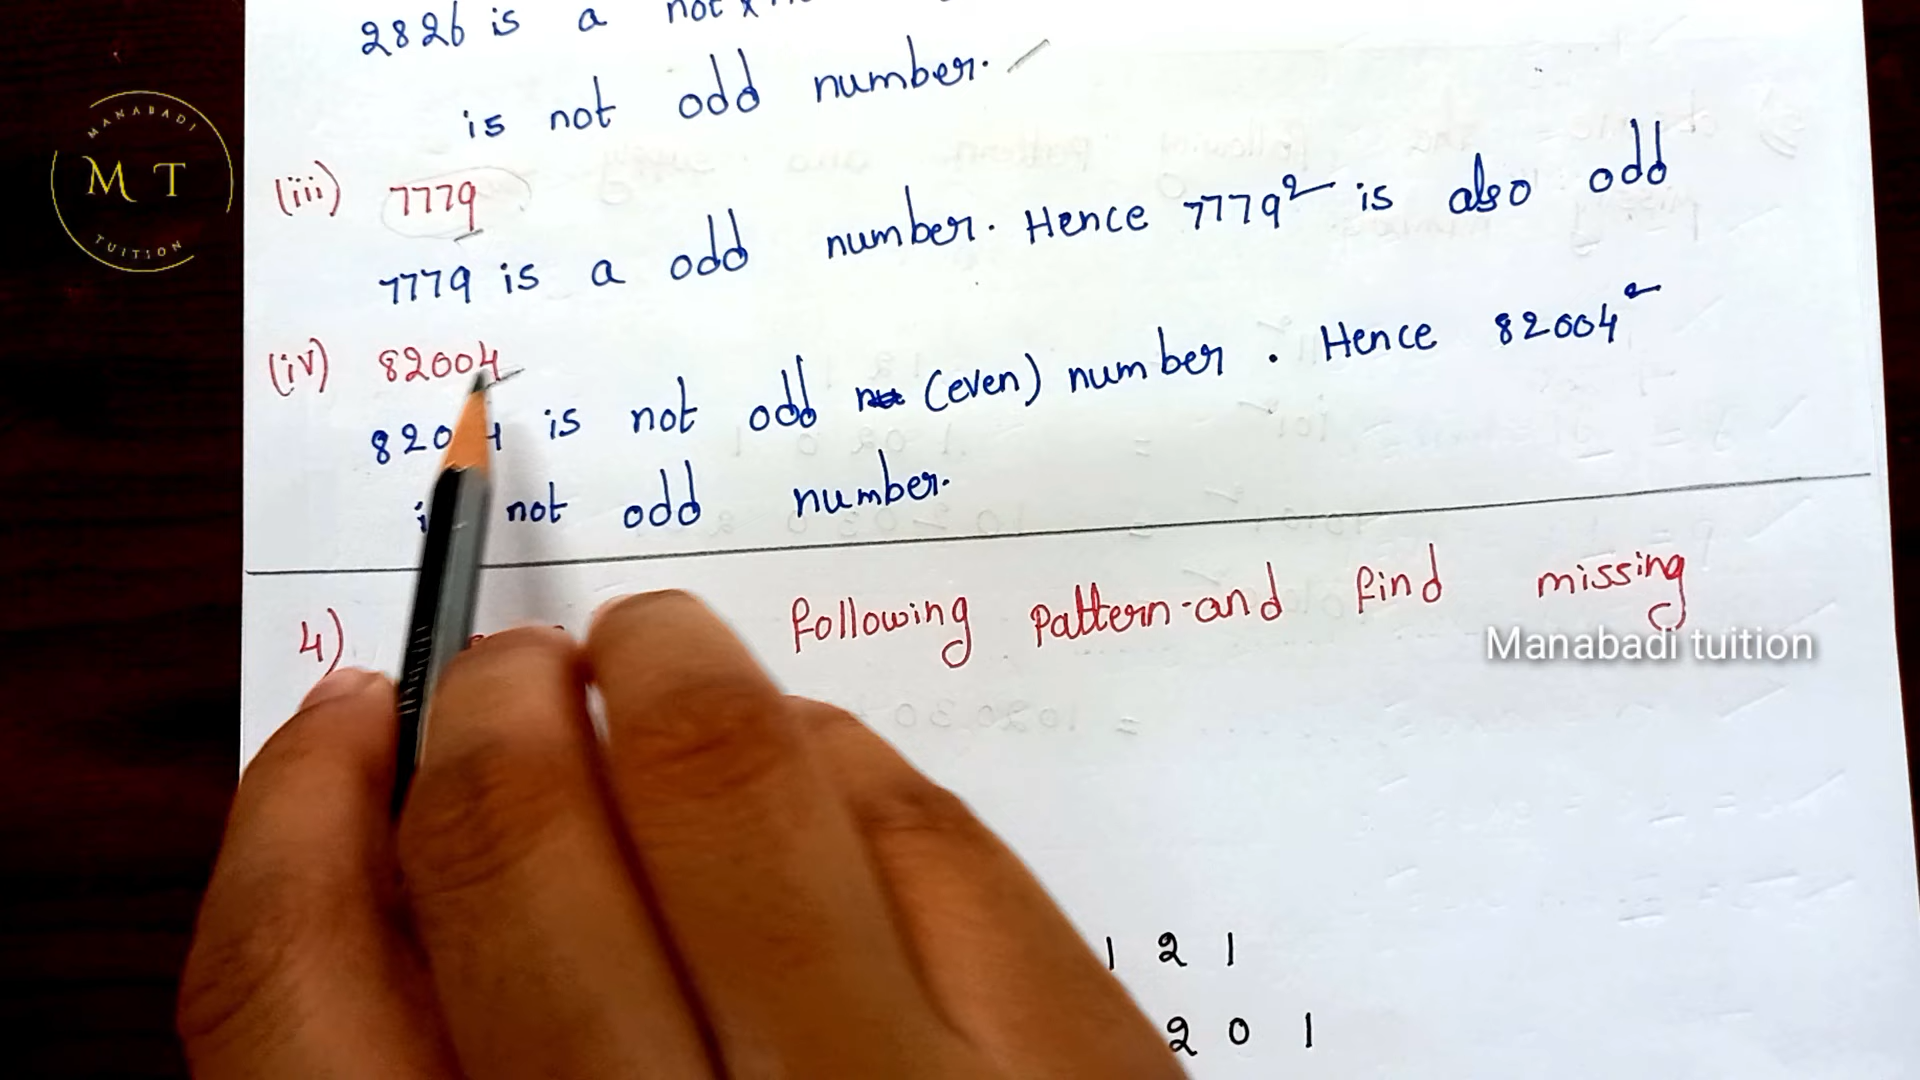 2826 is a not
is not odd number.
(iii) 7779
7779 is a odd number. Hence 7779² is also odd
(iv) 82004
82004 is not odd (even) number. Hence 82004²
is not odd number.
4) following pattern and find missing
1 2 1
2 0 1
MANABADI
M T
TUITION
Manabadi tuition